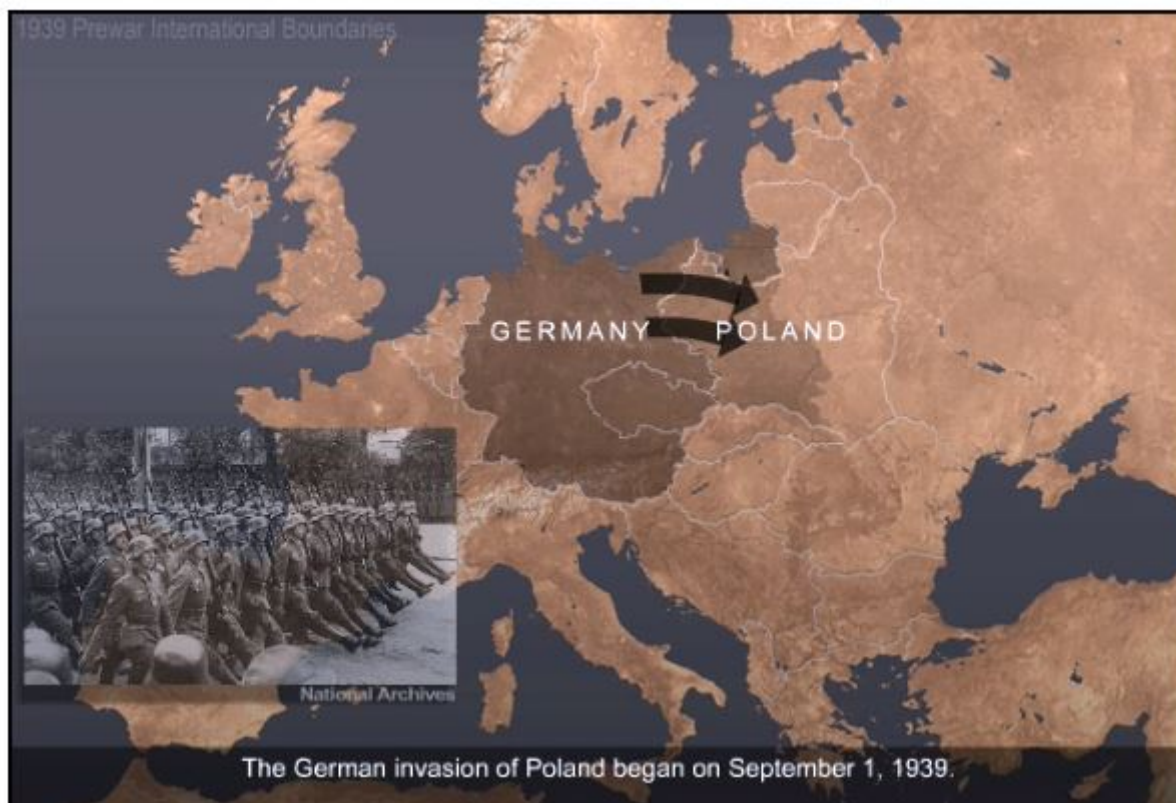 1939 Prewar International Boundaries
GERMANY POLAND
National Archives
The German invasion of Poland began on September 1, 1939.